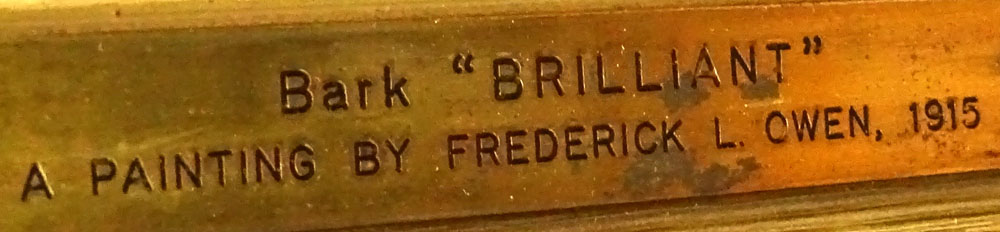 Bark “BRILLIANT”
A PAINTING BY FREDERICK L. OWEN, 1915